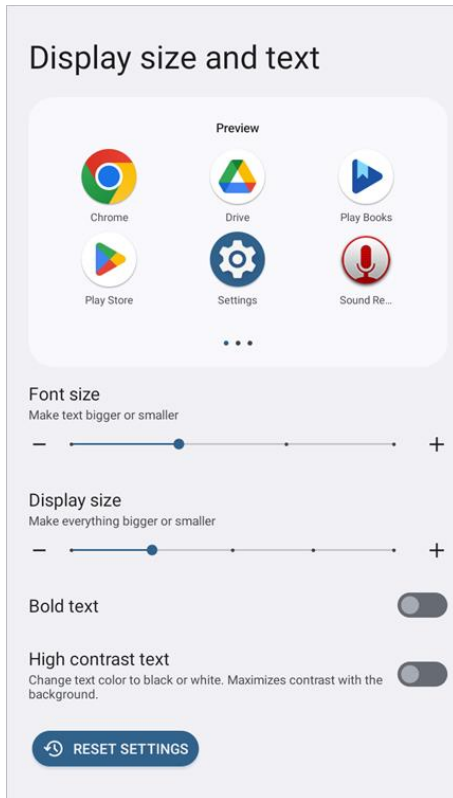 Display size and text
Preview
Chrome
Drive
Play Books
Play Store
Settings
Sound Re...
Font size
Make text bigger or smaller
Display size
Make everything bigger or smaller
Bold text
High contrast text
Change text color to black or white. Maximizes contrast with the
background.
RESET SETTINGS